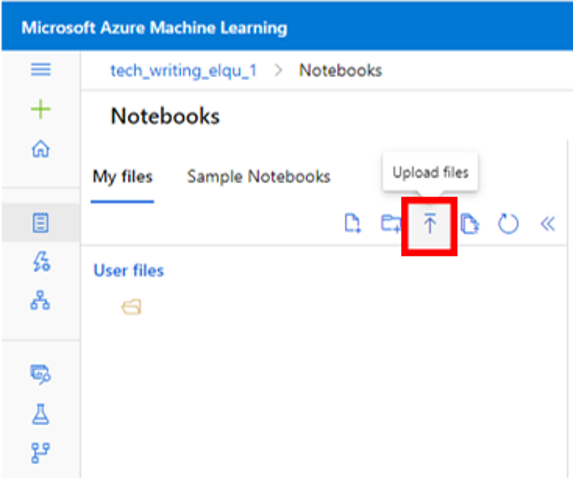 Microsoft Azure Machine Learning
tech_writing_elqu_1 > Notebooks
Notebooks
My files Sample Notebooks
Upload files
User files